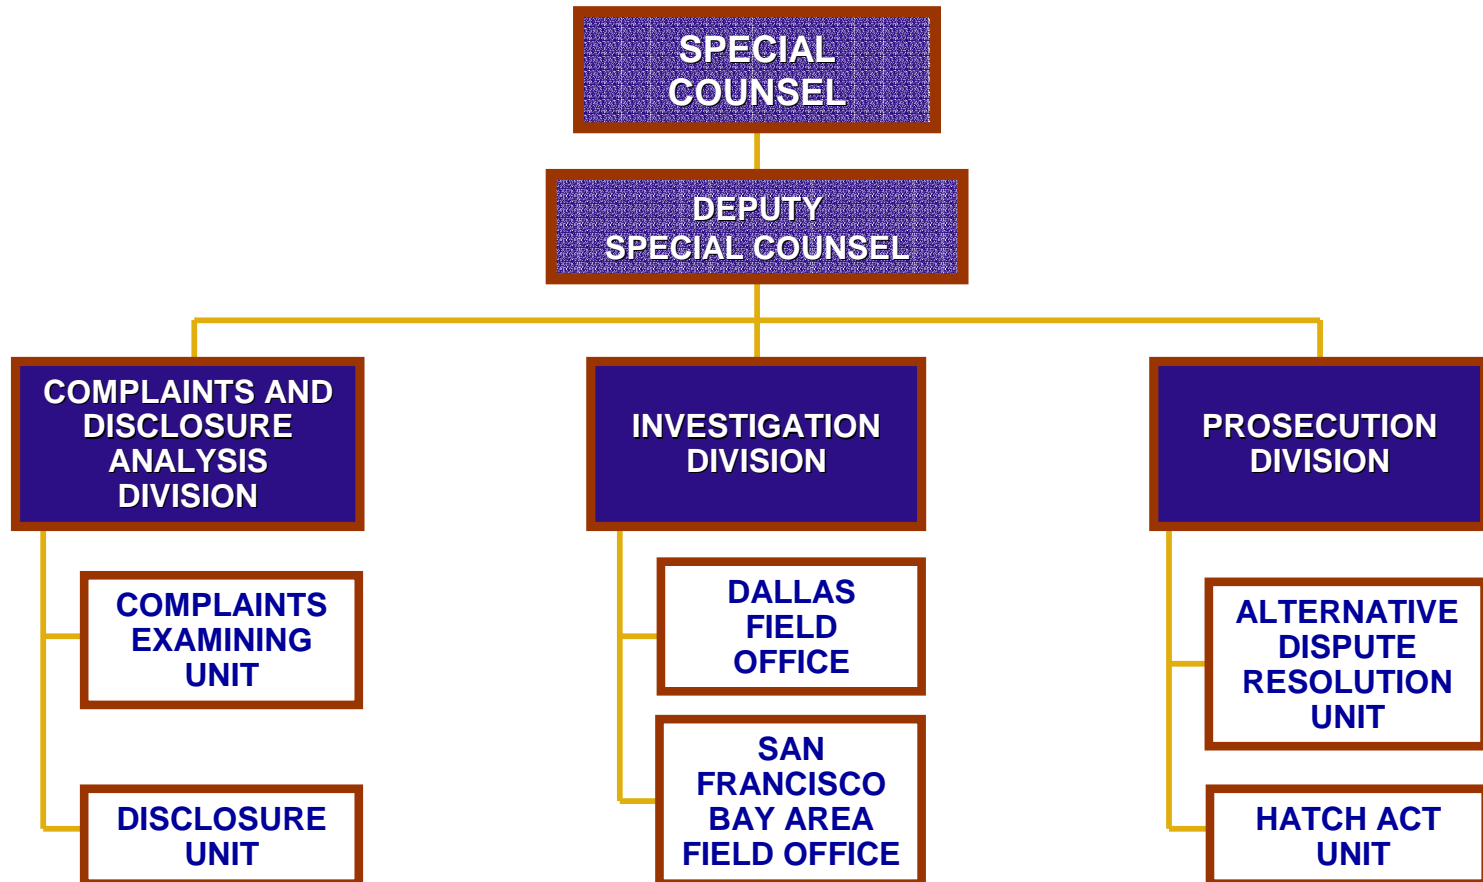 SPECIAL
COUNSEL
DEPUTY
SPECIAL COUNSEL
COMPLAINTS AND
DISCLOSURE
ANALYSIS
DIVISION
INVESTIGATION
DIVISION
PROSECUTION
DIVISION
COMPLAINTS
EXAMINING
UNIT
DISCLOSURE
UNIT
DALLAS
FIELD
OFFICE
SAN
FRANCISCO
BAY AREA
FIELD OFFICE
ALTERNATIVE
DISPUTE
RESOLUTION
UNIT
HATCH ACT
UNIT